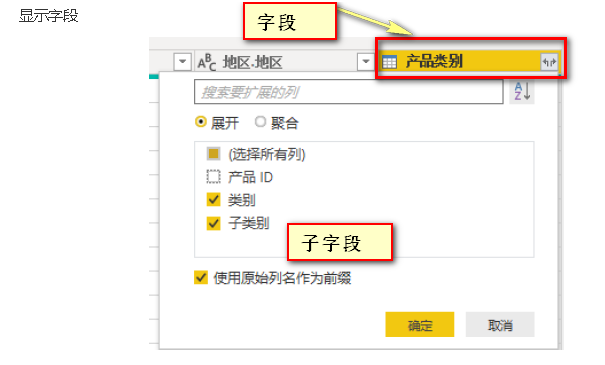 显示字段
字段
ABC 地区.地区
产品类别
搜索要扩展的列
AZ↓
展开 聚合
(选择所有列)
产品 ID
类别
子类别
子字段
使用原始列名作为前缀
确定 取消